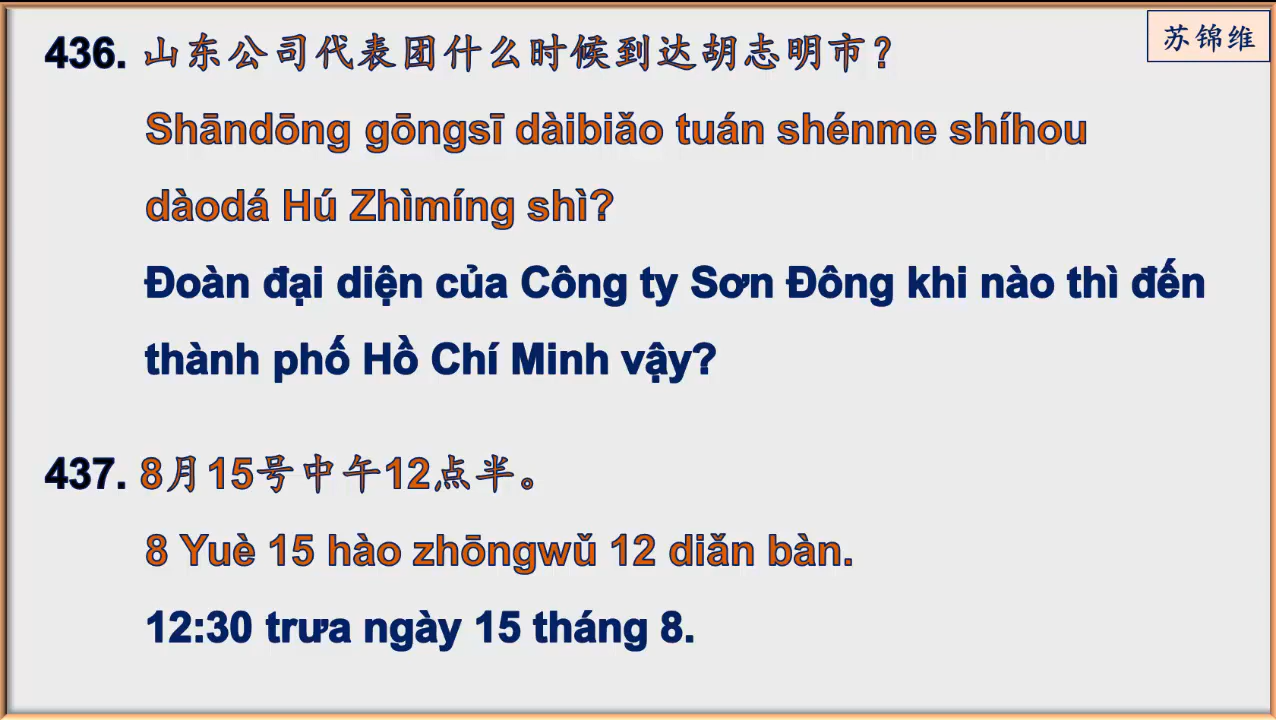 苏锦维
436. 山东公司代表团什么时候到达胡志明市？
Shāndōng gōngsī dàibiǎo tuán shénme shíhou
dàodá Hú Zhìmíng shì?
Đoàn đại diện của Công ty Sơn Đông khi nào thì đến
thành phố Hồ Chí Minh vậy?
437. 8月15号中午12点半。
8 Yuè 15 hào zhōngwǔ 12 diǎn bàn.
12:30 trưa ngày 15 tháng 8.